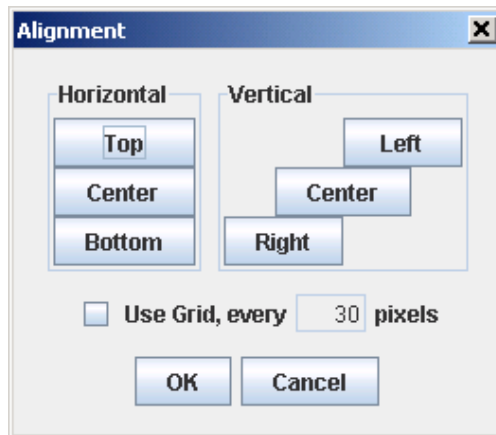 Alignment
Horizontal
Top
Center
Bottom
Vertical
Left
Center
Right
Use Grid, every 30 pixels
OK Cancel